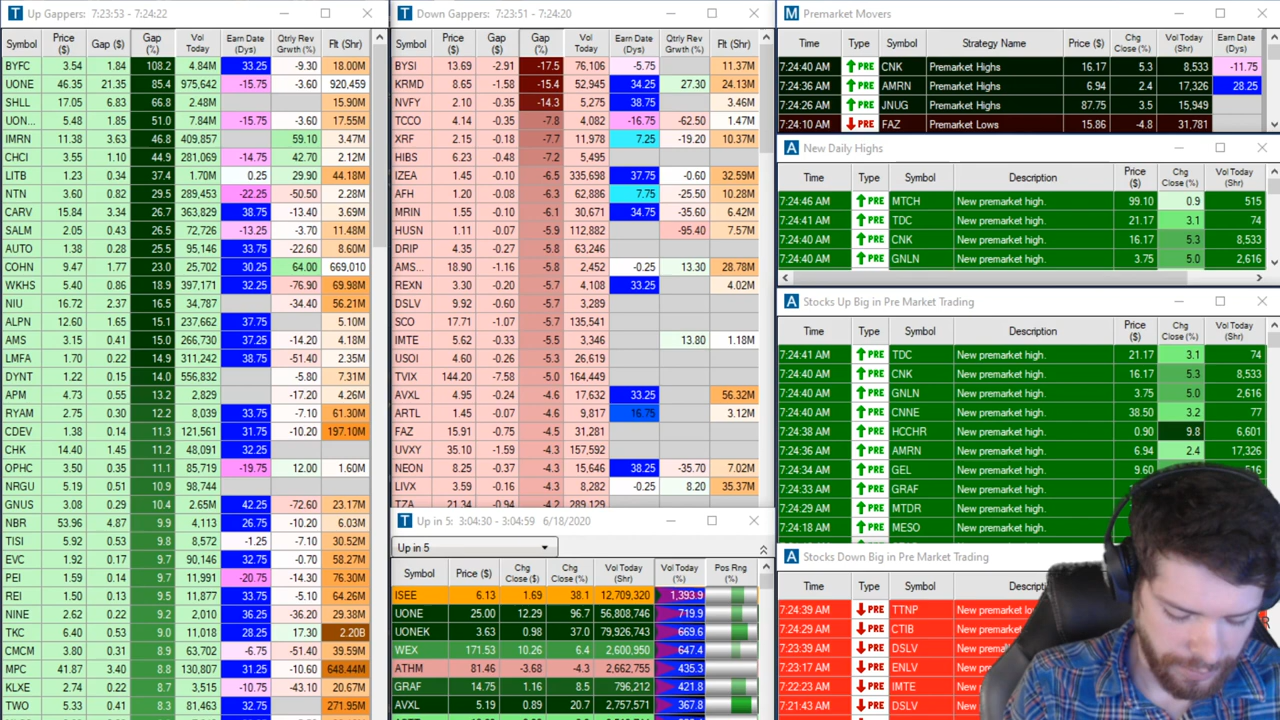 Up Gappers: 7:23:53 - 7:24:22
Symbol Price ($) Gap ($) Gap (%) Vol Today Earn Date (Dys) Qtrly Rev Grwth (%) Flt (Shr)
BYFC 3.54 1.84 108.2 4.84M 33.25 -9.30 18.00M
UONE 46.35 21.35 85.4 975,642 -15.75 -3.60 920,459
SHLL 17.05 6.83 66.8 2.48M 15.90M
UON... 5.48 1.85 51.0 7.84M -15.75 -3.60 17.55M
IMRN 11.38 3.63 46.8 409,857 59.10 3.47M
CHCI 3.55 1.10 44.9 281,069 -14.75 42.70 2.12M
LITB 1.23 0.34 37.4 1.70M 0.25 29.90 44.18M
NTN 3.60 0.82 29.5 289,453 -22.25 -50.50 2.28M
CARV 15.84 3.34 26.7 363,829 38.75 -13.40 3.69M
SALM 2.07 0.43 26.5 26,726 -13.25 -3.70 11.48M
AUTO 1.38 0.28 25.5 6,146 33.75 -22.60 8.60M
COHN 9.47 1.77 23.0 25,702 30.25 64.00 669,010
WKHS 5.40 0.86 18.9 397,171 32.25 -76.90 69.98M
NIU 16.72 2.37 16.5 34,787 -34.40 56.21M
ALPN 12.60 1.65 15.1 237,662 37.75 5.10M
AMS 3.15 0.41 15.0 266,730 -14.20 4.18M
LMFA 1.70 0.22 14.9 311,242 38.75 -51.40 2.35M
DYNT 1.22 0.15 14.0 556,332 -5.80 7.31M
APM 4.73 0.55 13.2 9,829 -17.20 4.26M
RYAM 2.75 0.30 12.2 8,039 33.75 -7.10 61.30M
CDEV 1.38 0.14 11.3 8,091 31.75 -10.20 197.10M
CHK 14.40 1.45 11.2 32.25
OPHC 3.50 0.35 11.1 85,719 -19.75 12.00 1.60M
NRGU 5.19 0.51 10.9 744
GNUS 3.08 0.29 10.4 42.25 -72.60 23.17M
NBR 53.96 4.87 9.9 113 26.75 -10.20 6.03M
TISI 0.53 9.8 -1.25 -7.10 30.52M
EVC 0.14 9.7 146 32.75 58.27M
PEI 1.59 0.14 9.7 11,991 -20.75 -14.30 76.30M
REI 1.50 0.13 9.5 11,877 33.75 -5.10 64.26M
NINE 2.62 0.22 9.2 10,326 36.25 -36.20 29.38M
TKC 6.40 0.53 9.0 11,018 28.25 17.30 2.20B
CMCM 2.31 0.19 8.9 -6.75 -51.40 39.59M
MPC 41.87 3.40 8.8 31.25 648.44M
KLXE 2.74 0.22 8.7 9,515 -10.75 -43.10 20.67M
TWO 5.33 0.41 8.3 32.75 271.95M
Down Gappers: 7:23:51 - 7:24:20
Symbol Price ($) Gap ($) Gap (%) Vol Today Earn Date (Dys) Qtrly Rev Grwth (%) Flt (Shr)
BYSI 13.69 -2.91 -17.5 76,106 -5.75 11.37M
KRMD 8.65 -1.58 -15.4 52,945 34.25 27.30 24.13M
NVFY 2.10 -0.35 -14.3 5,275 38.75 3.46M
TCCO 4.14 -0.35 -7.8 4,082 -16.75 -62.50 1.47M
XRF 2.15 -0.18 -7.7 11,978 7.25 -19.20 10.37M
HIBS 6.23 -0.48 -7.2 5,495
IZEA 1.45 -0.10 -6.5 335,698 37.75 -0.60 32.59M
AFH 1.20 -0.08 -6.3 62,886 7.75 -25.50 10.28M
MRIN 1.55 -0.10 -6.1 30,671 34.75 -35.60 6.42M
HUSN 1.11 -0.07 -5.9 112,882 -95.40 7.57M
DRIP 4.35 -0.27 -5.8 63,246
AMS... 18.90 -1.16 -5.8 2,452 -0.25 13.30 28.78M
REXN 3.30 -0.20 -5.7 4,108 33.25 4.02M
DSLV 9.92 -0.60 -5.7 3,289
SCO 17.71 -1.07 -5.7 135,541
IMTE 5.62 -0.33 -5.5 3,346 13.80 1.18M
USOI 4.60 -0.26 -5.3 26,619
TVIX 144.20 -7.58 -5.0 164,449
AVXL 4.95 -0.24 -4.6 17,632 33.25 56.32M
ARTL 1.45 -0.07 -4.6 9,817 16.75 3.12M
FAZ 15.91 -0.75 -4.5 31,281
UVXY 35.10 -1.59 -4.3 157,592
NEON 8.25 -0.37 -4.3 15,646 38.25 -35.70 7.02M
LIVX 3.59 -0.16 -4.3 8,282 -0.25 8.20 35.37M
TZA 21.34 -0.94 -4.2 289,129
Up in 5: 3:04:30 - 3:04:59 6/18/2020
Up in 5
Symbol Price ($) Chg Close ($) Chg Close (%) Vol Today (Shr) Vol Today (%) Pos Rng (%)
ISEE 6.13 1.69 38.1 12,709,320 1,393.9
UONE 25.00 12.29 96.7 56,808,746 719.9
UONEK 3.63 0.98 37.0 79,926,743 669.6
WEX 171.53 10.26 6.4 2,600,950 647.4
ATHM 81.46 -3.68 -4.3 2,662,755 435.3
GRAF 14.75 1.16 8.5 796,212 421.8
AVXL 5.19 0.89 20.7 2,757,571 367.8
Premarket Movers
Time Type Symbol Strategy Name Price ($) Chg Close (%) Vol Today (Shr) Earn Date (Dys)
7:24:40 AM PRE CNK Premarket Highs 16.17 5.3 8,533 -11.75
7:24:36 AM PRE AMRN Premarket Highs 6.94 2.4 17,326 28.25
7:24:26 AM PRE JNUG Premarket Highs 87.75 3.5 15,949
7:24:10 AM PRE FAZ Premarket Lows 15.86 -4.8 31,781
New Daily Highs
Time Type Symbol Description Price ($) Chg Close (%) Vol Today (Shr)
7:24:46 AM PRE MTCH New premarket high. 99.10 0.9 515
7:24:41 AM PRE TDC New premarket high. 21.17 3.1 74
7:24:40 AM PRE CNK New premarket high. 16.17 5.3 8,533
7:24:40 AM PRE GNLN New premarket high. 3.75 5.0 2,616
Stocks Up Big in Pre Market Trading
Time Type Symbol Description Price ($) Chg Close (%) Vol Today (Shr)
7:24:41 AM PRE TDC New premarket high. 21.17 3.1 74
7:24:40 AM PRE CNK New premarket high. 16.17 5.3 8,533
7:24:40 AM PRE GNLN New premarket high. 3.75 5.0 2,616
7:24:40 AM PRE CNNE New premarket high. 38.50 3.2 77
7:24:38 AM PRE HCCHR New premarket high. 0.90 9.8 6,601
7:24:36 AM PRE AMRN New premarket high. 6.94 2.4 17,326
7:24:34 AM PRE GEL New premarket high. 9.60 516
7:24:33 AM PRE GRAF New premarket high.
7:24:29 AM PRE MTDR New premarket high.
7:24:18 AM PRE MESO New premarket high.
Stocks Down Big in Pre Market Trading
Time Type Symbol
7:24:39 AM PRE TTNP New premarket
7:24:29 AM PRE CTIB New premarket
7:23:39 AM PRE DSLV New premarket
7:23:17 AM PRE ENLV New premarket
7:22:23 AM PRE IMTE New premarket
7:21:43 AM PRE DSLV New premarket